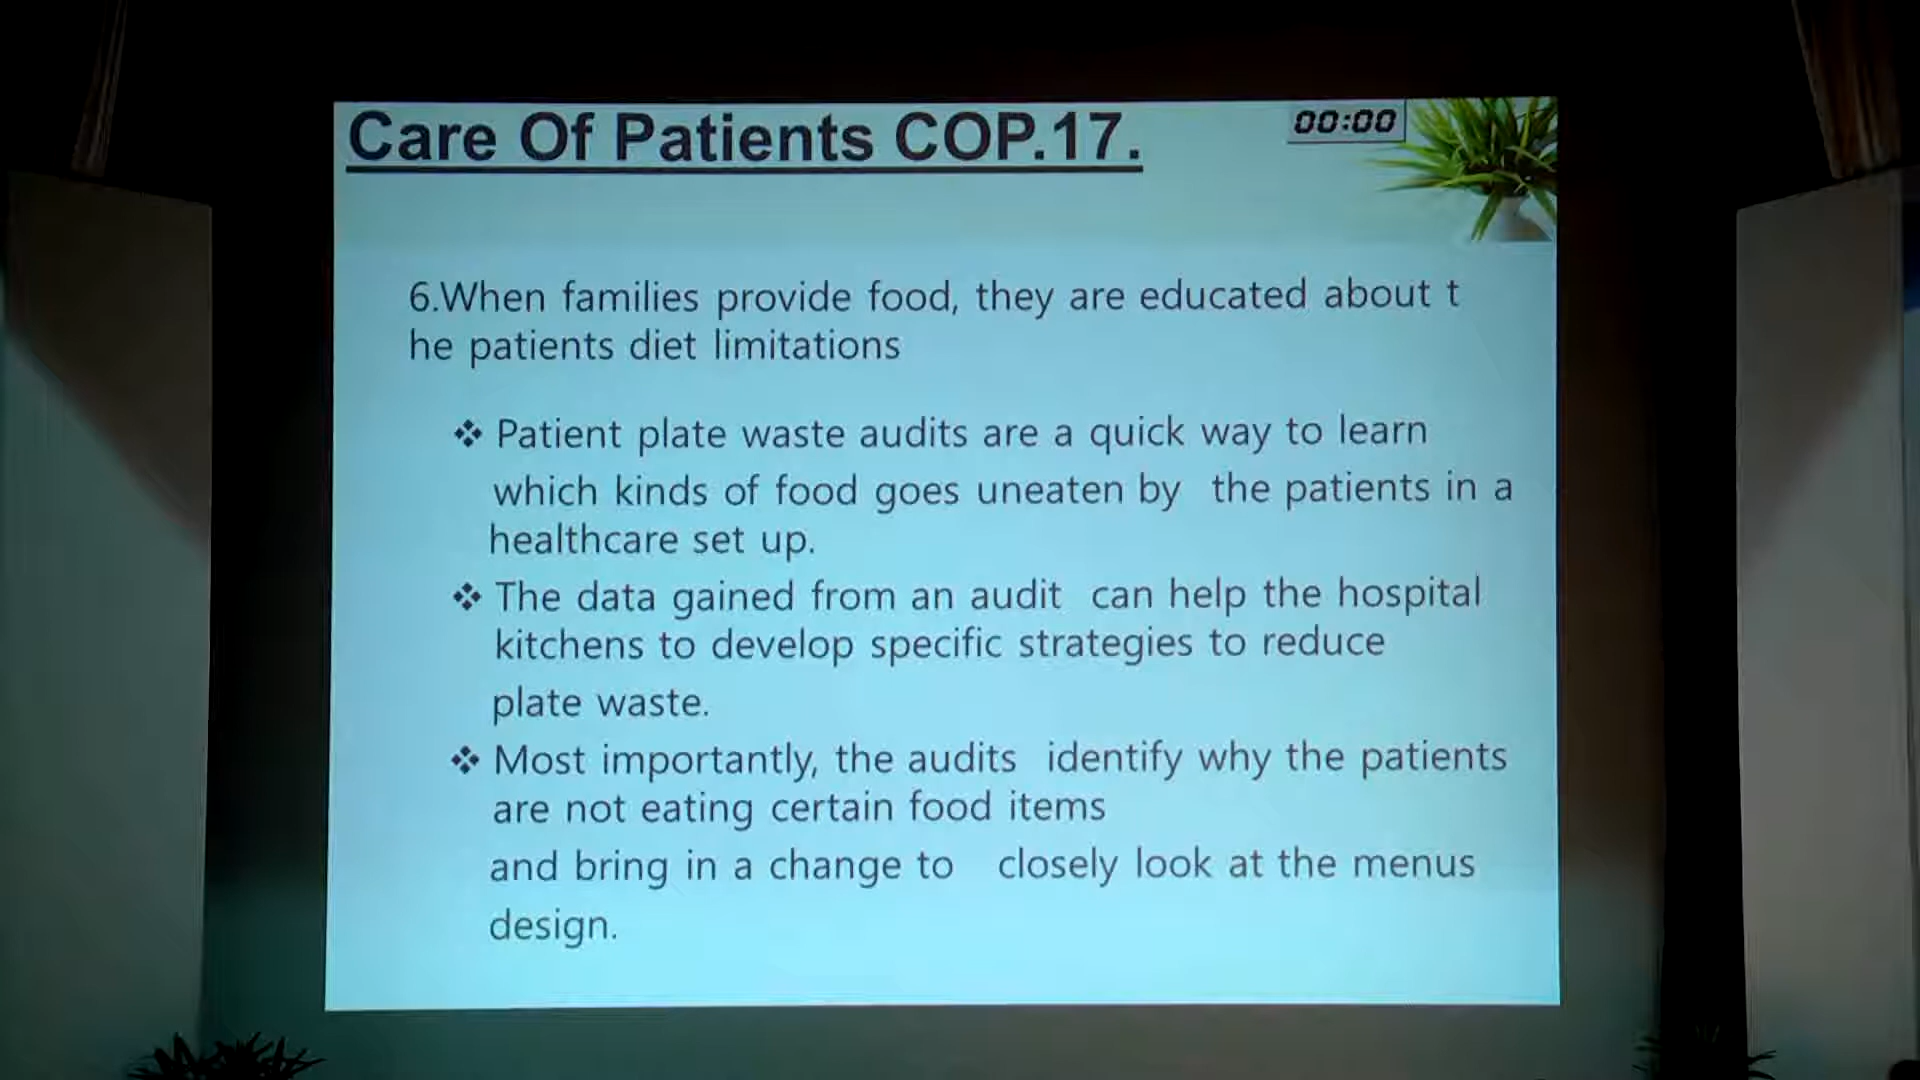 Care Of Patients COP.17.
00:00
6.When families provide food, they are educated about t
he patients diet limitations
❖ Patient plate waste audits are a quick way to learn
which kinds of food goes uneaten by the patients in a
healthcare set up.
❖ The data gained from an audit can help the hospital
kitchens to develop specific strategies to reduce
plate waste.
❖ Most importantly, the audits identify why the patients
are not eating certain food items
and bring in a change to closely look at the menus
design.